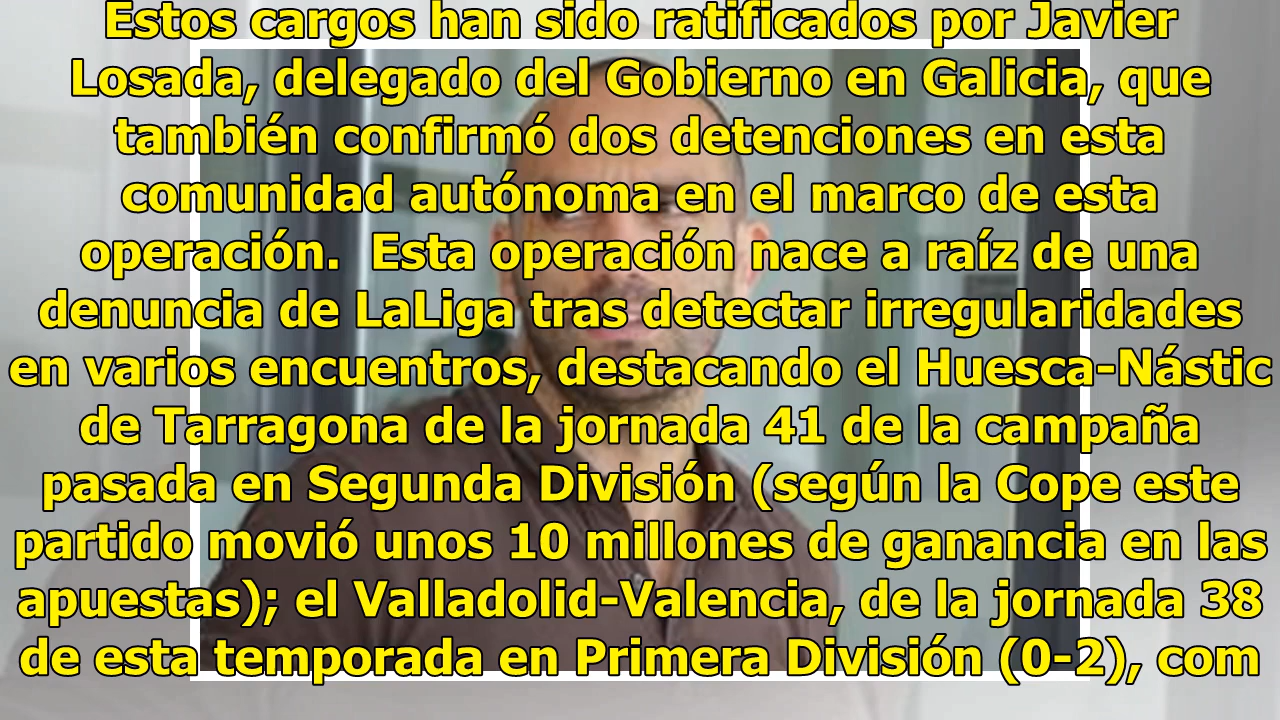 Estos cargos han sido ratificados por Javier
Losada, delegado del Gobierno en Galicia, que
también confirmó dos detenciones en esta
comunidad autónoma en el marco de esta
operación.  Esta operación nace a raíz de una
denuncia de LaLiga tras detectar irregularidades
en varios encuentros, destacando el Huesca-Nástic
de Tarragona de la jornada 41 de la campaña
pasada en Segunda División (según la Cope este
partido movió unos 10 millones de ganancia en las
apuestas); el Valladolid-Valencia, de la jornada 38
de esta temporada en Primera División (0-2), com